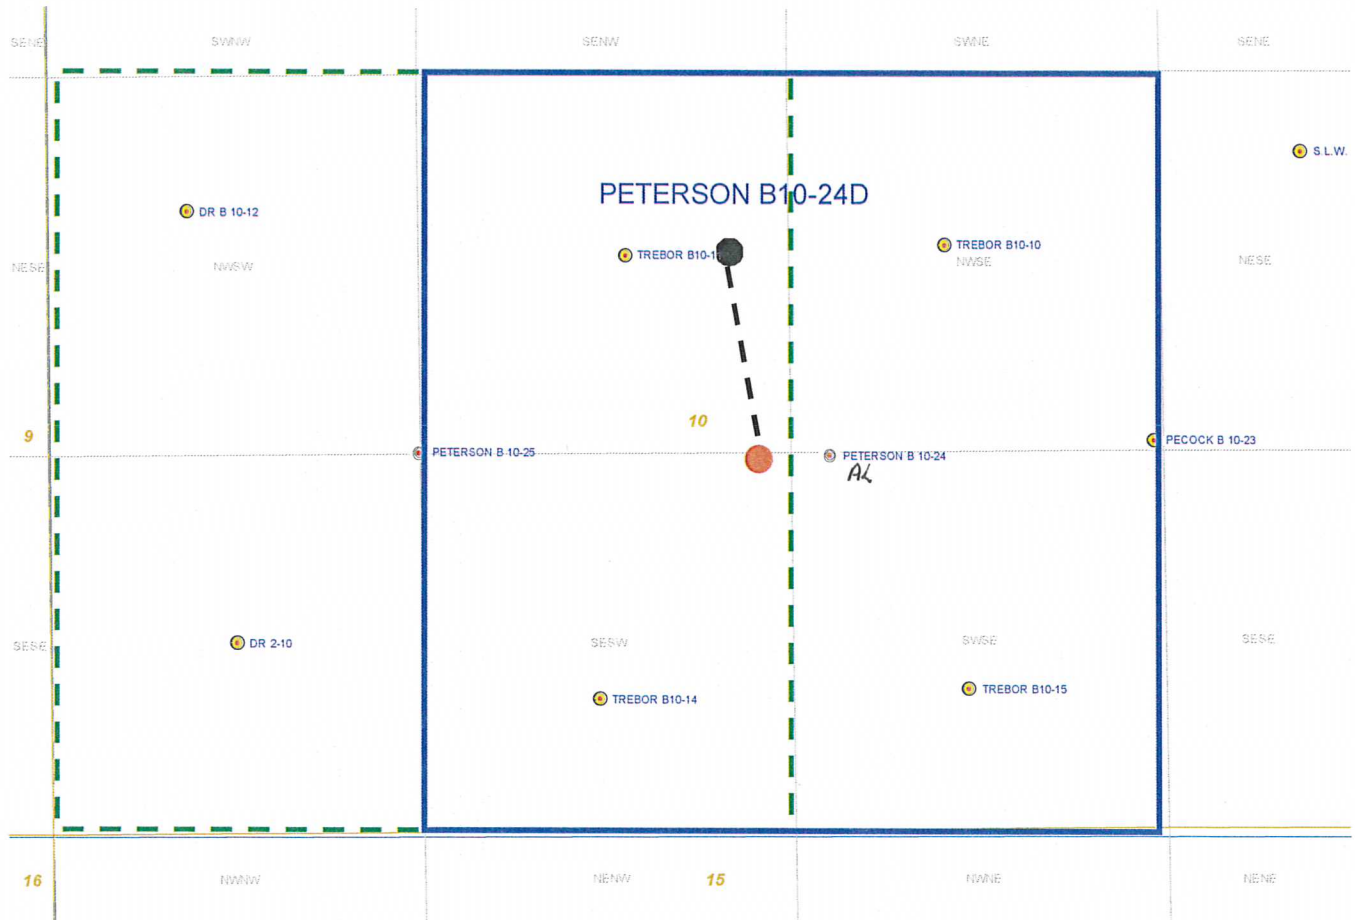 SENE SWNW SENW SWNE SENE
S.L.W.
PETERSON B10-24D
DR B 10-12
TREBOR B10-1
TREBOR B10-10
NESE NWSW NWSE NESE
10
9
PECOCK B 10-23
PETERSON B 10-25
PETERSON B 10-24
AL
SESE DR 2-10 SESW SWSE SESE
TREBOR B10-14
TREBOR B10-15
16 NWNW NENW 15 NWNE NENE